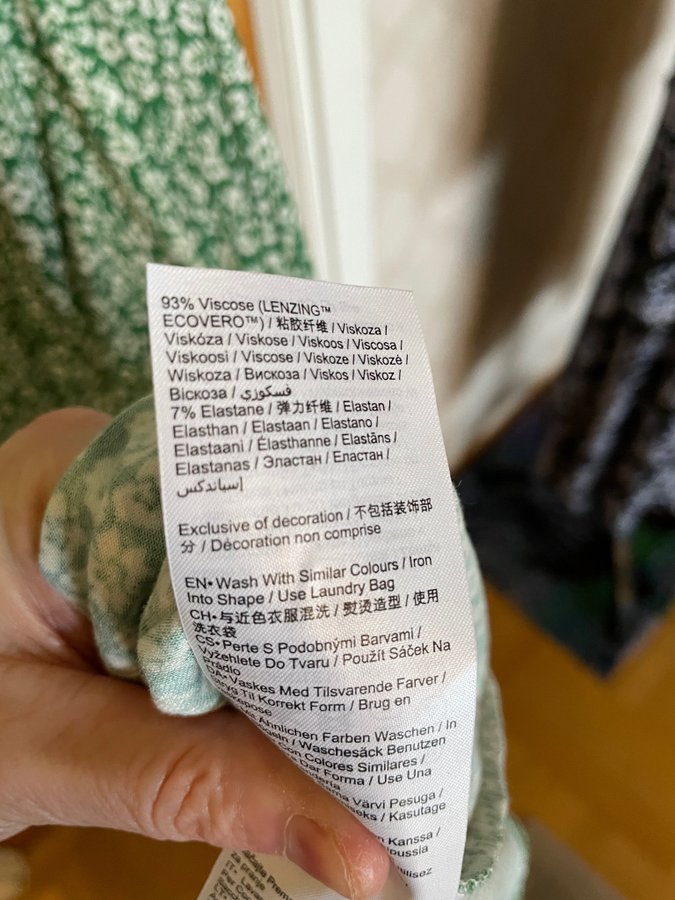 93% Viscose (LENZING™
ECOVERO™) / 粘胶纤维 / Viskoza /
Viskóza / Viskose / Viskoos / Viscosa /
Viskoosi / Viscose / Viskoze / Viskozė /
Wiskoza / Вискоза / Viskos / Viskoz /
Віскоза / فسكوزي
7% Elastane / 弹力纤维 / Elastan /
Elasthan / Elastaan / Elastano /
Elastaani / Élasthanne / Elastāns /
Elastanas / Эластан / Еластан /
إسباندكس
Exclusive of decoration / 不包括装饰部
分 / Décoration non comprise
EN• Wash With Similar Colours / Iron
Into Shape / Use Laundry Bag
CH•与近色衣服混洗 / 熨烫造型 / 使用
洗衣袋
CS• Perte S Podobnými Barvami /
Vyžehlete Do Tvaru / Použít Sáček Na
Prádlo
DA• Vaskes Med Tilsvarende Farver /
Stryg Til Korrekt Form / Brug en
Ähnlichen Farben Waschen / In
/ Waschesäck Benutzen
Con Colores Similares /
Dar Forma / Use Una
Värvi Pesuga /
/ Kasutage
Kanssa /